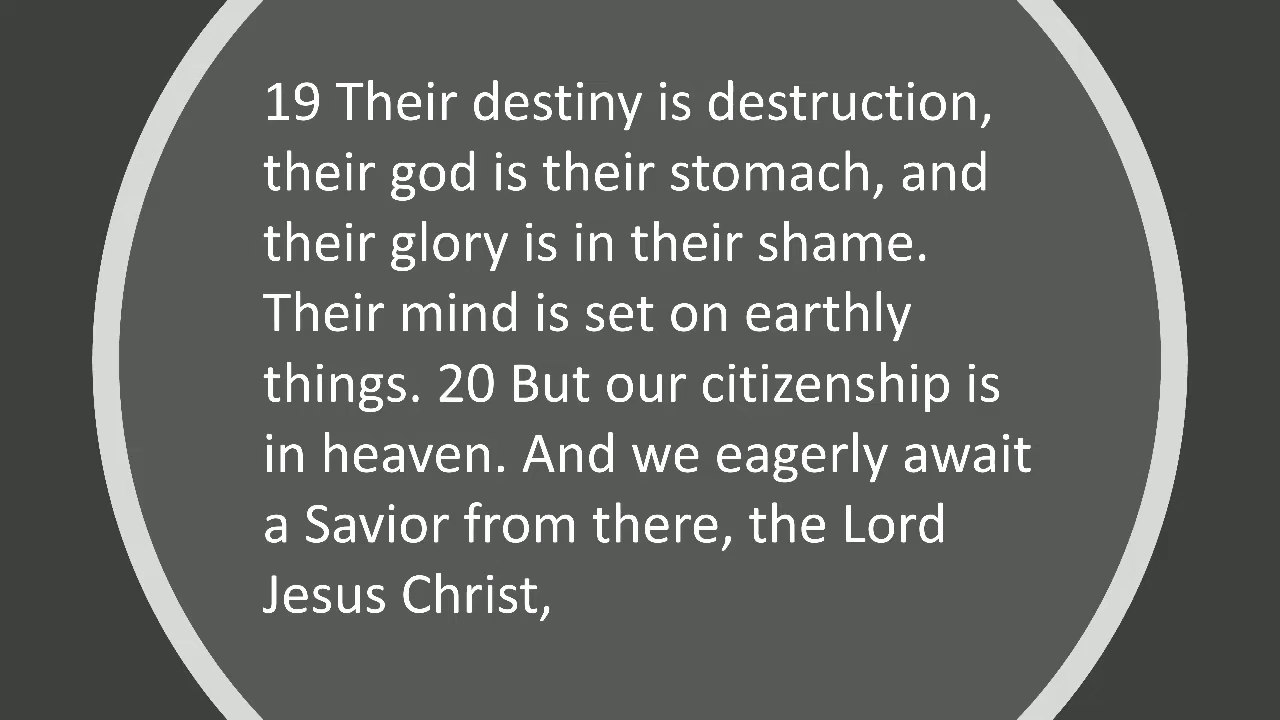 19 Their destiny is destruction,
their god is their stomach, and
their glory is in their shame.
Their mind is set on earthly
things. 20 But our citizenship is
in heaven. And we eagerly await
a Savior from there, the Lord
Jesus Christ,